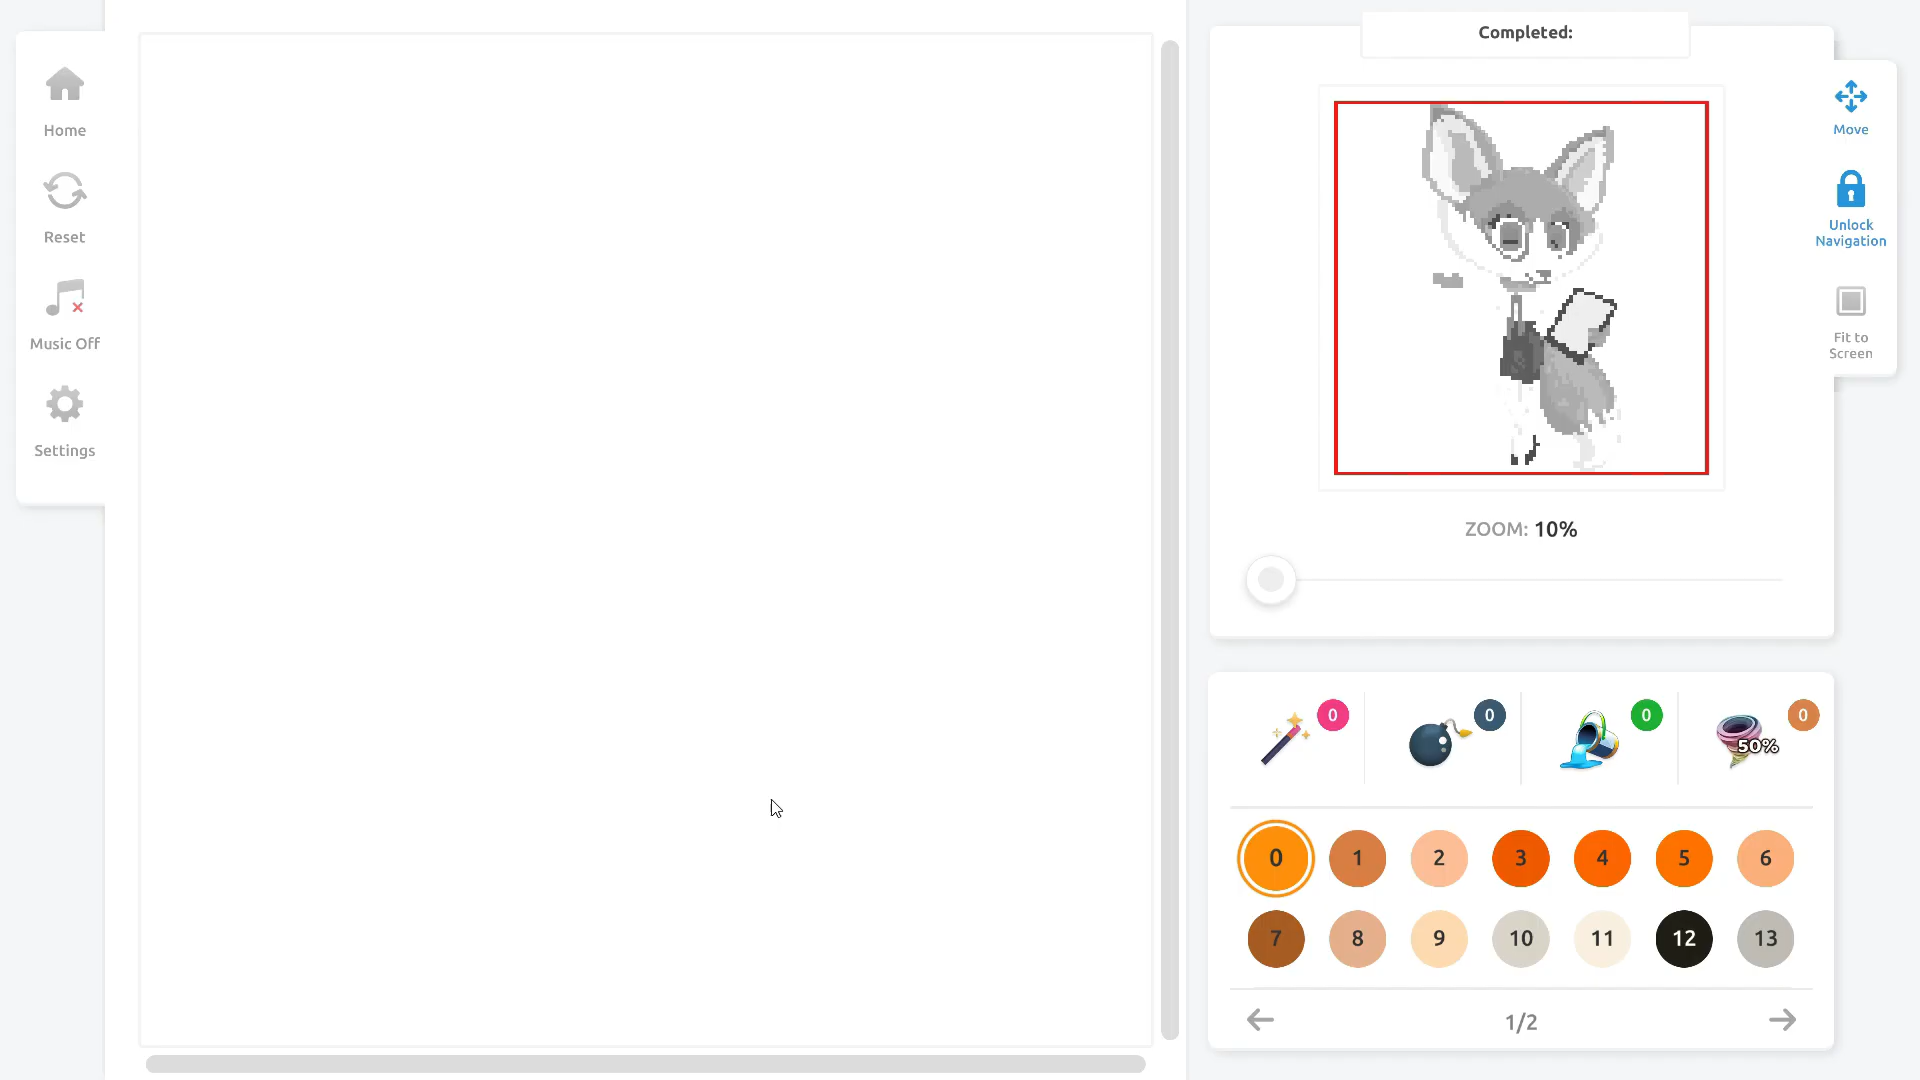 Completed:
Home
Reset
Music Off
Settings
Move
Unlock
Navigation
Fit to
Screen
ZOOM: 10%
0
0
0
50%
0
0 1 2 3 4 5 6
7 8 9 10 11 12 13
1/2